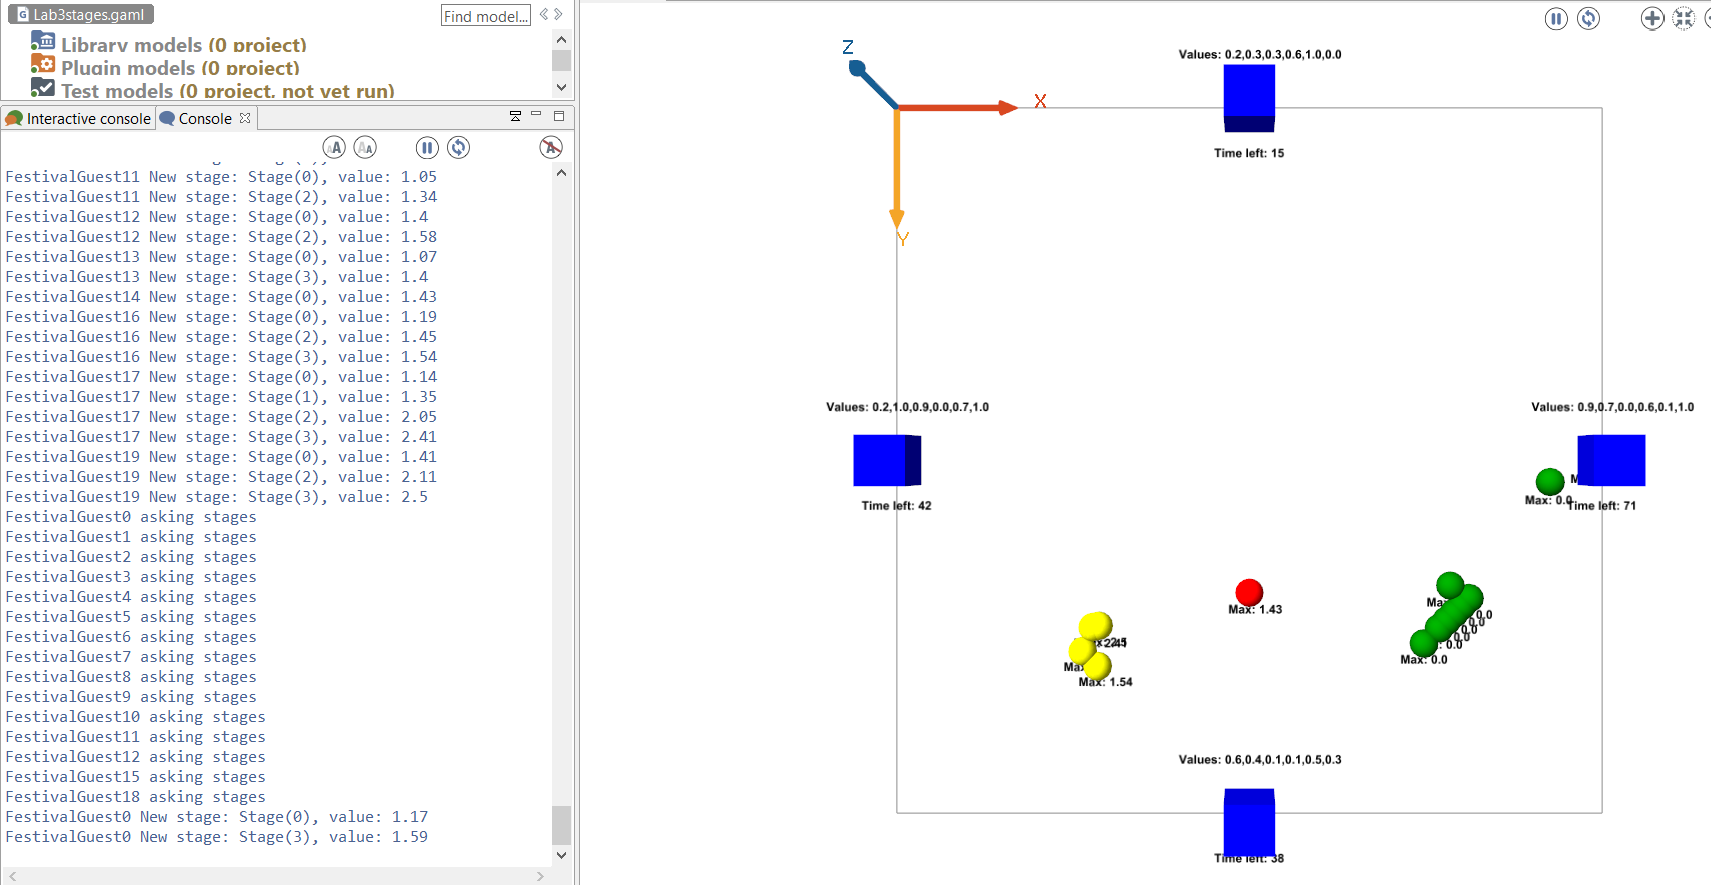 Lab3stages.gaml
Find model...
Library models (0 project)
Plugin models (0 project)
Test models (0 project, not yet run)
Interactive console
Console
FestivalGuest11 New stage: Stage(0), value: 1.05
FestivalGuest11 New stage: Stage(2), value: 1.34
FestivalGuest12 New stage: Stage(0), value: 1.4
FestivalGuest12 New stage: Stage(2), value: 1.58
FestivalGuest13 New stage: Stage(0), value: 1.07
FestivalGuest13 New stage: Stage(3), value: 1.4
FestivalGuest14 New stage: Stage(0), value: 1.43
FestivalGuest16 New stage: Stage(0), value: 1.19
FestivalGuest16 New stage: Stage(2), value: 1.45
FestivalGuest16 New stage: Stage(3), value: 1.54
FestivalGuest17 New stage: Stage(0), value: 1.14
FestivalGuest17 New stage: Stage(1), value: 1.35
FestivalGuest17 New stage: Stage(2), value: 2.05
FestivalGuest17 New stage: Stage(3), value: 2.41
FestivalGuest19 New stage: Stage(0), value: 1.41
FestivalGuest19 New stage: Stage(2), value: 2.11
FestivalGuest19 New stage: Stage(3), value: 2.5
FestivalGuest0 asking stages
FestivalGuest1 asking stages
FestivalGuest2 asking stages
FestivalGuest3 asking stages
FestivalGuest4 asking stages
FestivalGuest5 asking stages
FestivalGuest6 asking stages
FestivalGuest7 asking stages
FestivalGuest8 asking stages
FestivalGuest9 asking stages
FestivalGuest10 asking stages
FestivalGuest11 asking stages
FestivalGuest12 asking stages
FestivalGuest15 asking stages
FestivalGuest18 asking stages
FestivalGuest0 New stage: Stage(0), value: 1.17
FestivalGuest0 New stage: Stage(3), value: 1.59
Z
X
Y
Values: 0.2,0.3,0.3,0.6,1.0,0.0
Time left: 15
Values: 0.2,1.0,0.9,0.0,0.7,1.0
Time left: 42
Values: 0.9,0.7,0.0,0.6,0.1,1.0
Max: 0.0
Time left: 71
Max: 1.43
Max: 1.54
Max: 0.0
Values: 0.6,0.4,0.1,0.1,0.5,0.3
Time left: 38